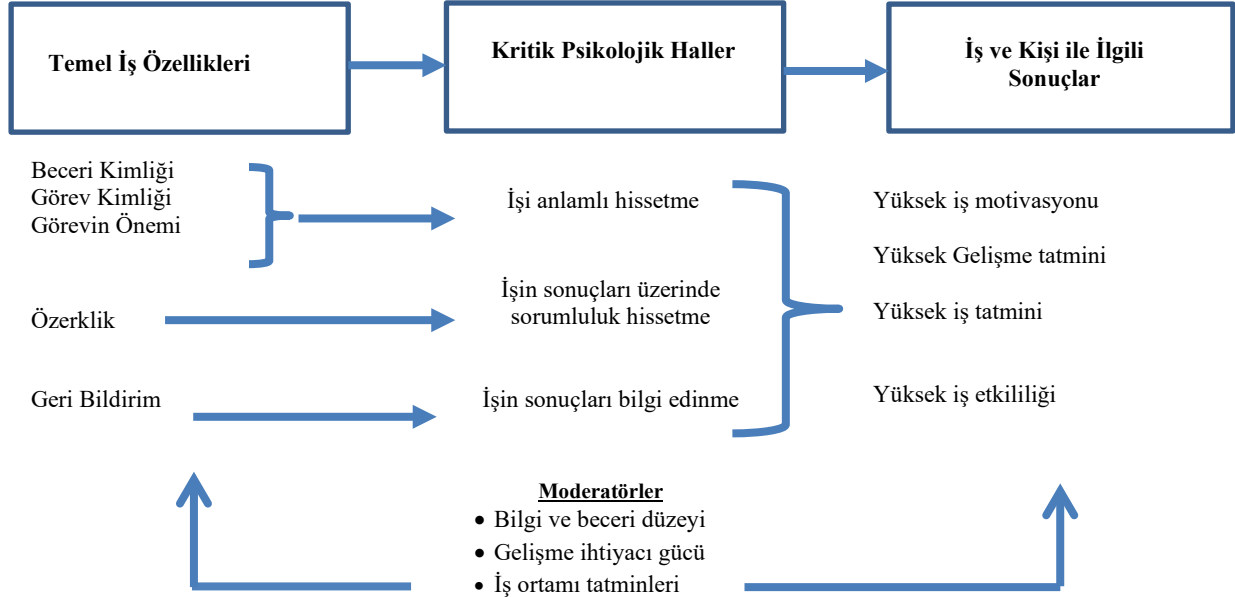 Temel İş Özellikleri
Kritik Psikolojik Haller
İş ve Kişi ile İlgili
Sonuçlar
Beceri Kimliği
Görev Kimliği
Görevin Önemi
Özerklik
Geri Bildirim
İşi anlamlı hissetme
İşin sonuçları üzerinde
sorumluluk hissetme
İşin sonuçları bilgi edinme
Yüksek iş motivasyonu
Yüksek Gelişme tatmini
Yüksek iş tatmini
Yüksek iş etkililiği
Moderatörler
• Bilgi ve beceri düzeyi
• Gelişme ihtiyacı gücü
• İş ortamı tatminleri